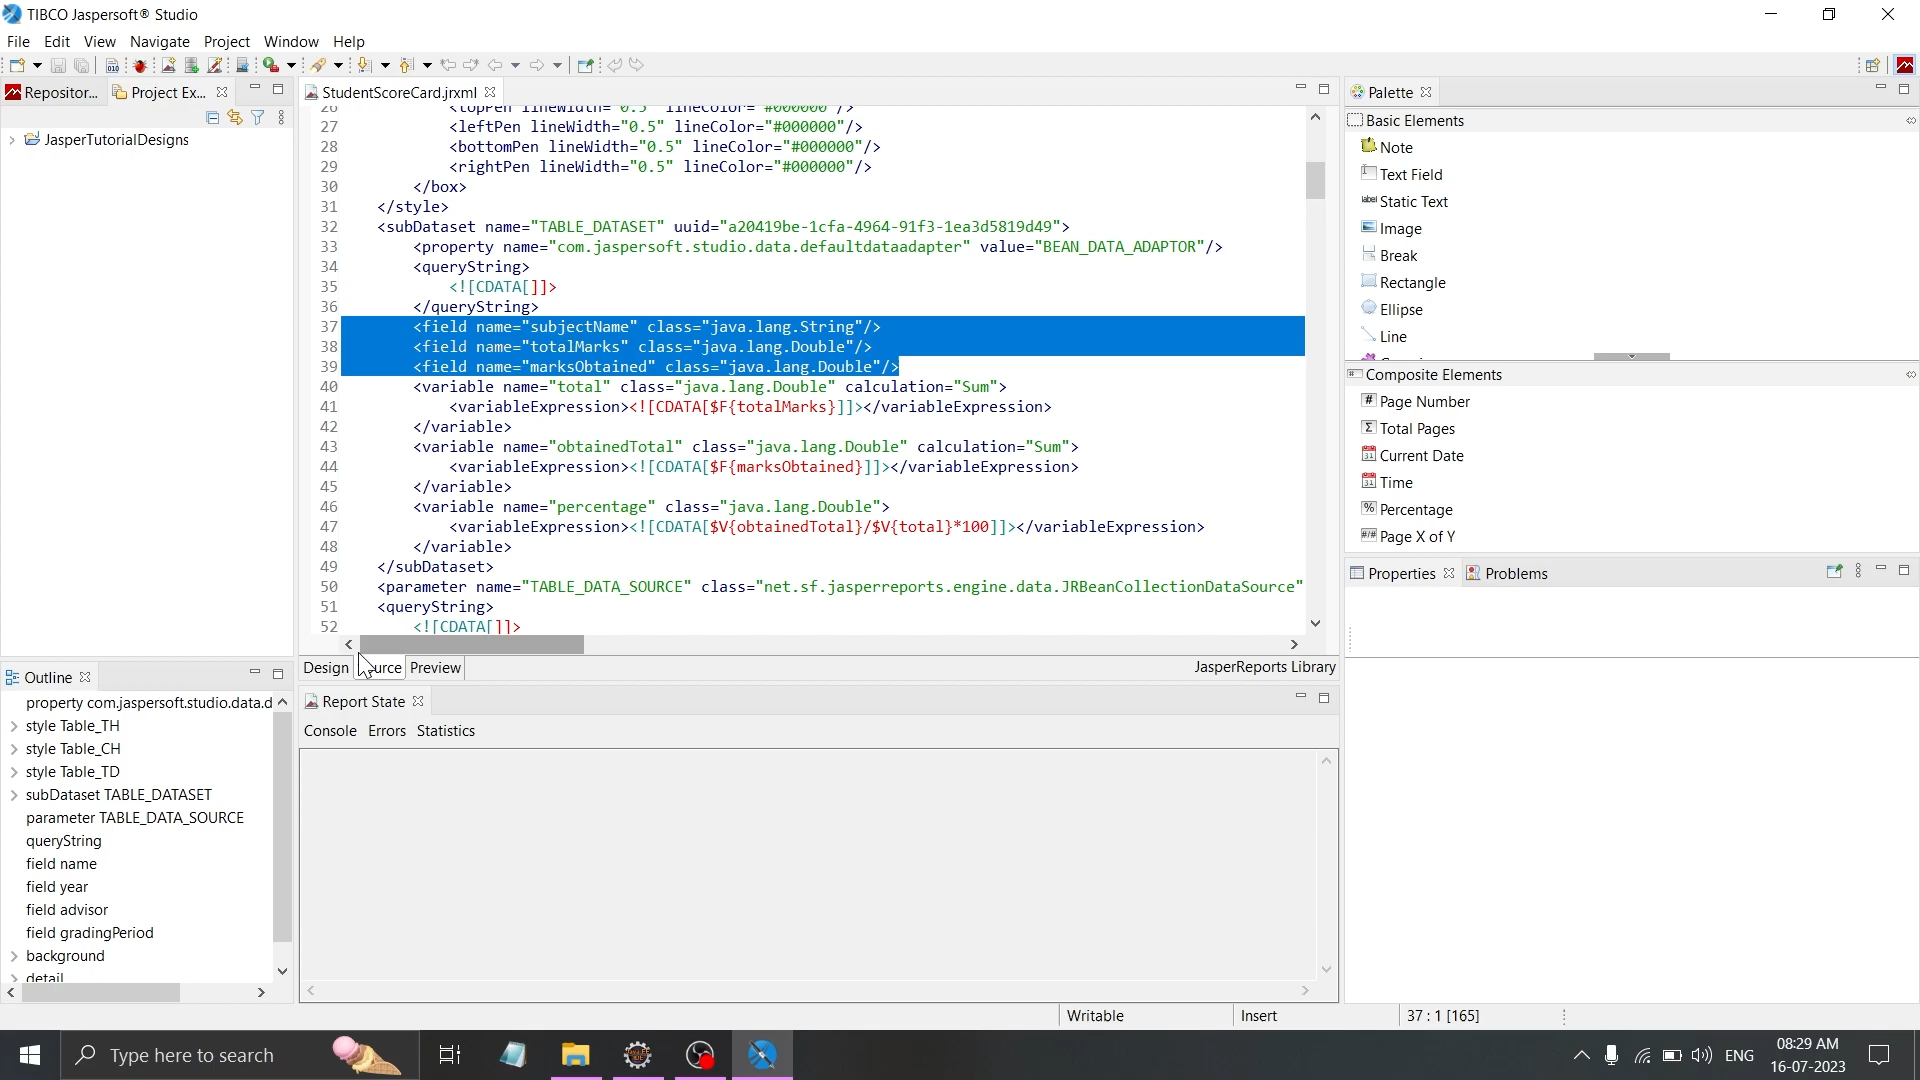 TIBCO Jaspersoft® Studio
File Edit View Navigate Project Window Help
Repositor... Project Ex...
JasperTutorialDesigns
StudentScoreCard.jrxml
26 <topPen lineWidth="0.5" lineColor="#000000"/>
27 <leftPen lineWidth="0.5" lineColor="#000000"/>
28 <bottomPen lineWidth="0.5" lineColor="#000000"/>
29 <rightPen lineWidth="0.5" lineColor="#000000"/>
30 </box>
31 </style>
32 <subDataset name="TABLE_DATASET" uuid="a20419be-1cfa-4964-91f3-1ea3d5819d49">
33 <property name="com.jaspersoft.studio.data.defaultdataadapter" value="BEAN_DATA_ADAPTOR"/>
34 <queryString>
35 <![CDATA[]]>
36 </queryString>
37 <field name="subjectName" class="java.lang.String"/>
38 <field name="totalMarks" class="java.lang.Double"/>
39 <field name="marksObtained" class="java.lang.Double"/>
40 <variable name="total" class="java.lang.Double" calculation="Sum">
41 <variableExpression><![CDATA[$F{totalMarks}]]></variableExpression>
42 </variable>
43 <variable name="obtainedTotal" class="java.lang.Double" calculation="Sum">
44 <variableExpression><![CDATA[$F{marksObtained}]]></variableExpression>
45 </variable>
46 <variable name="percentage" class="java.lang.Double">
47 <variableExpression><![CDATA[$V{obtainedTotal}/$V{total}*100]]></variableExpression>
48 </variable>
49 </subDataset>
50 <parameter name="TABLE_DATA_SOURCE" class="net.sf.jasperreports.engine.data.JRBeanCollectionDataSource"
51 <queryString>
52 <![CDATA[]]>
Design Preview JasperReports Library
Palette
Basic Elements
Note
Text Field
Static Text
Image
Break
Rectangle
Ellipse
Line
Composite Elements
Page Number
Total Pages
Current Date
Time
Percentage
Page X of Y
Properties Problems
Outline
property com.jaspersoft.studio.data.d
style Table_TH
style Table_CH
style Table_TD
subDataset TABLE_DATASET
parameter TABLE_DATA_SOURCE
queryString
field name
field year
field advisor
field gradingPeriod
background
detail
Report State
Console Errors Statistics
Writable Insert 37 : 1 [165]
Type here to search
ENG
08:29 AM
16-07-2023